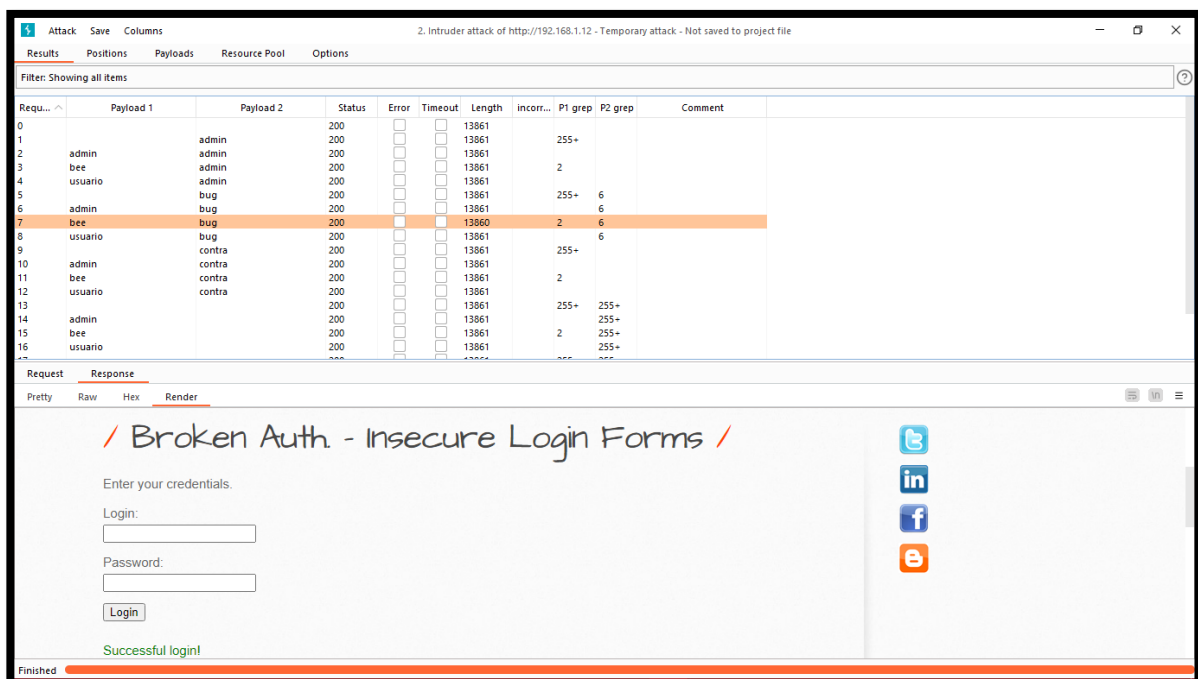 Attack Save Columns 2. Intruder attack of http://192.168.1.12 - Temporary attack - Not saved to project file
Results Positions Payloads Resource Pool Options
Filter: Showing all items
Requ... Payload 1 Payload 2 Status Error Timeout Length incorr... P1 grep P2 grep Comment
0 200 13861
1 admin 200 13861 255+
2 admin admin 200 13861
3 bee admin 200 13861 2
4 usuario admin 200 13861
5 bug 200 13861 255+ 6
6 admin bug 200 13861 6
7 bee bug 200 13860 2 6
8 usuario bug 200 13861 6
9 contra 200 13861 255+
10 admin contra 200 13861
11 bee contra 200 13861 2
12 usuario contra 200 13861
13 200 13861 255+ 255+
14 admin 200 13861 255+
15 bee 200 13861 2 255+
16 usuario 200 13861 255+
Request Response
Pretty Raw Hex Render \n
/ Broken Auth. - Insecure Login Forms /
Enter your credentials.
Login:
Password:
Login
Successful login!
Finished